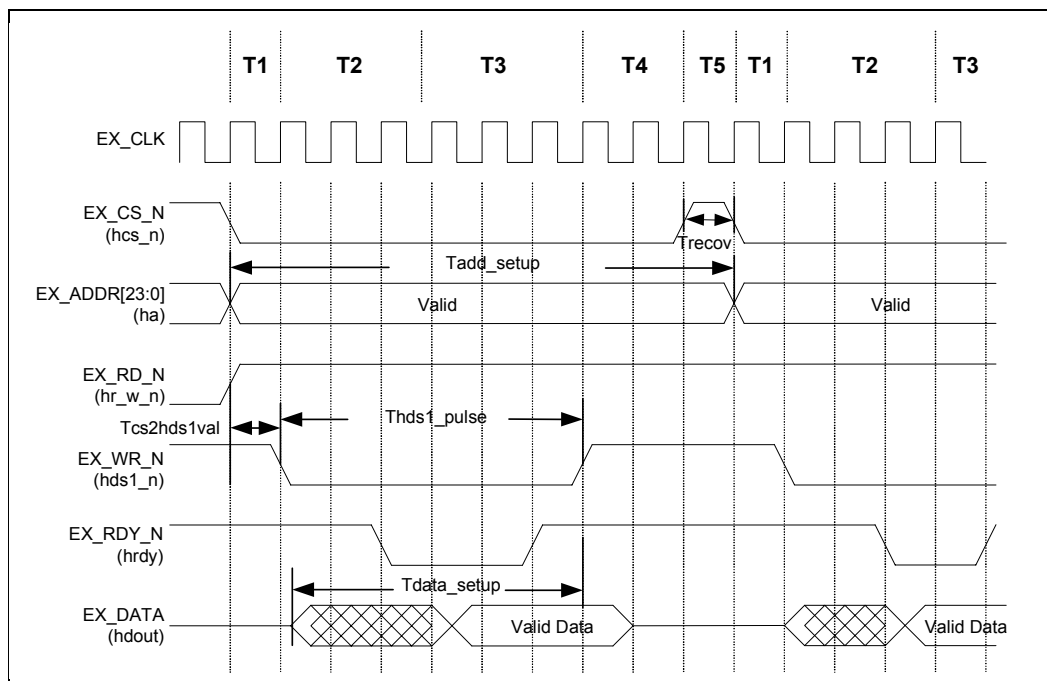 T1 T2 T3 T4 T5 T1 T2 T3
EX_CLK
EX_CS_N
(hcs_n)
Trecov
Tadd_setup
EX_ADDR[23:0]
(ha)
Valid Valid
EX_RD_N
(hr_w_n)
Tcs2hds1val
Thds1_pulse
EX_WR_N
(hds1_n)
EX_RDY_N
(hrdy)
Tdata_setup
EX_DATA
(hdout)
Valid Data Valid Data